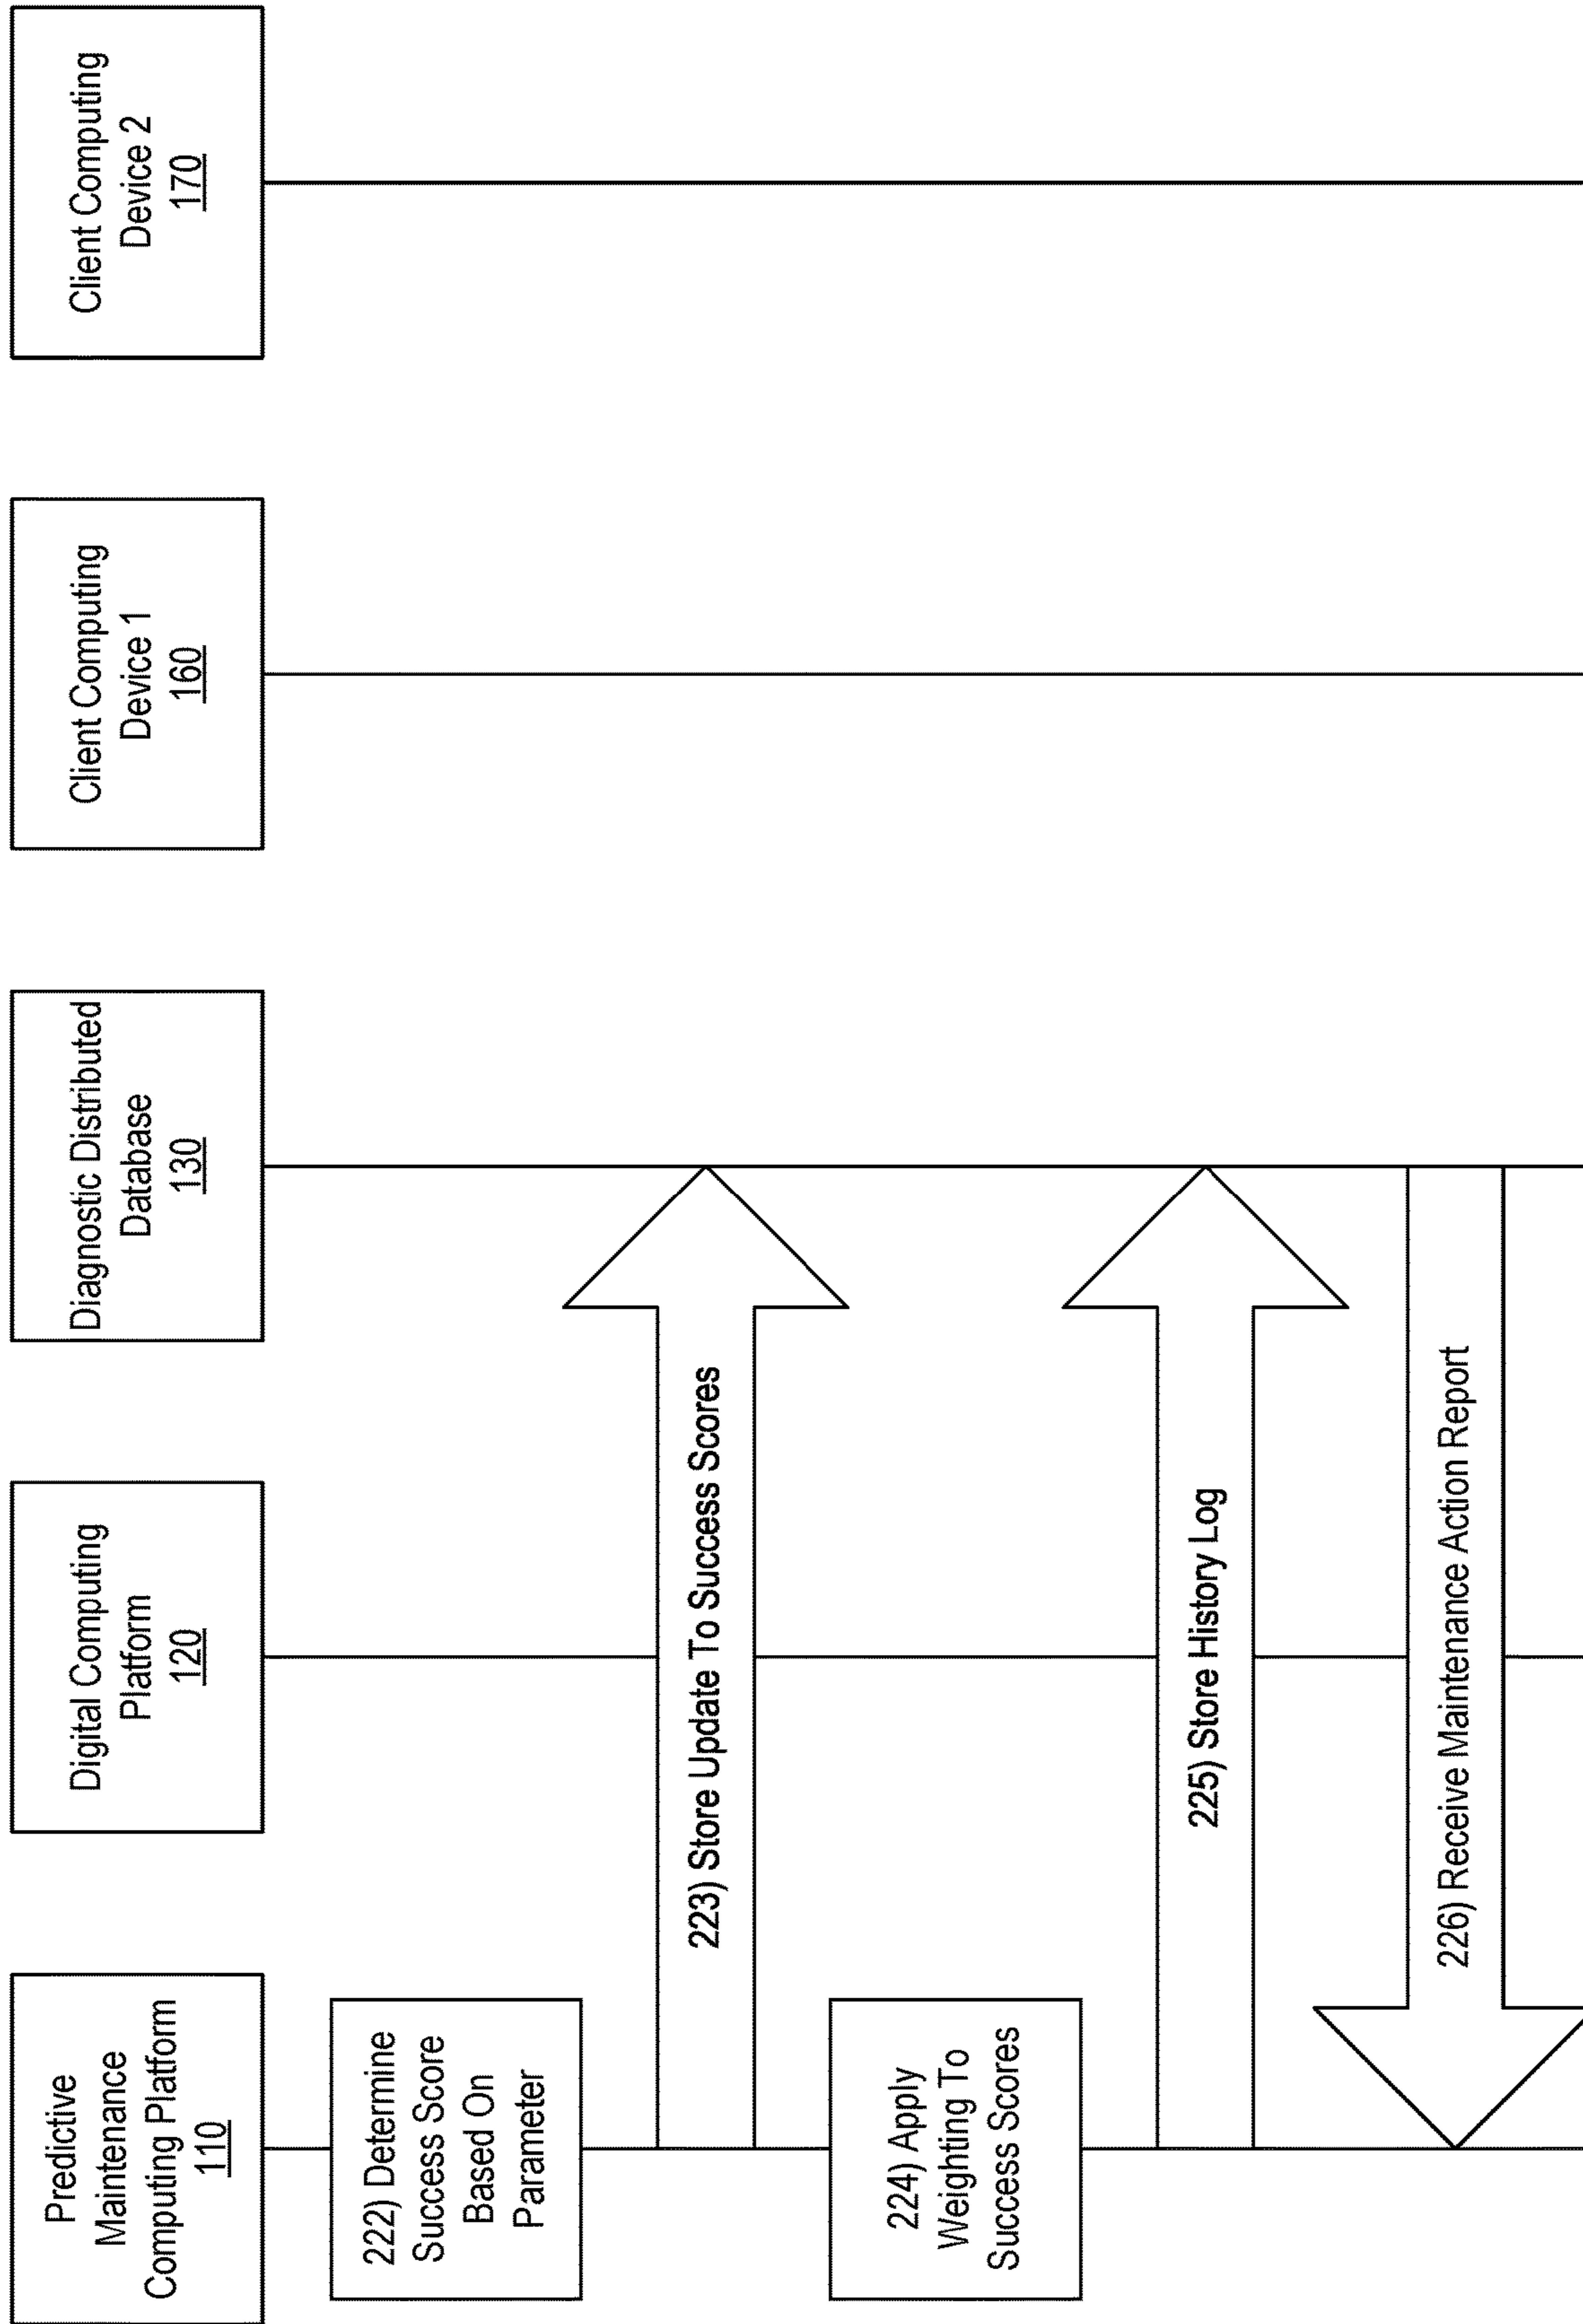 Predictive
Maintenance
Computing Platform
110
Digital Computing
Platform
120
Diagnostic Distributed
Database
130
Client Computing
Device 1
160
Client Computing
Device 2
170
222) Determine
Success Score
Based On
Parameter
223) Store Update To Success Scores
224) Apply
Weighting To
Success Scores
225) Store History Log
226) Receive Maintenance Action Report